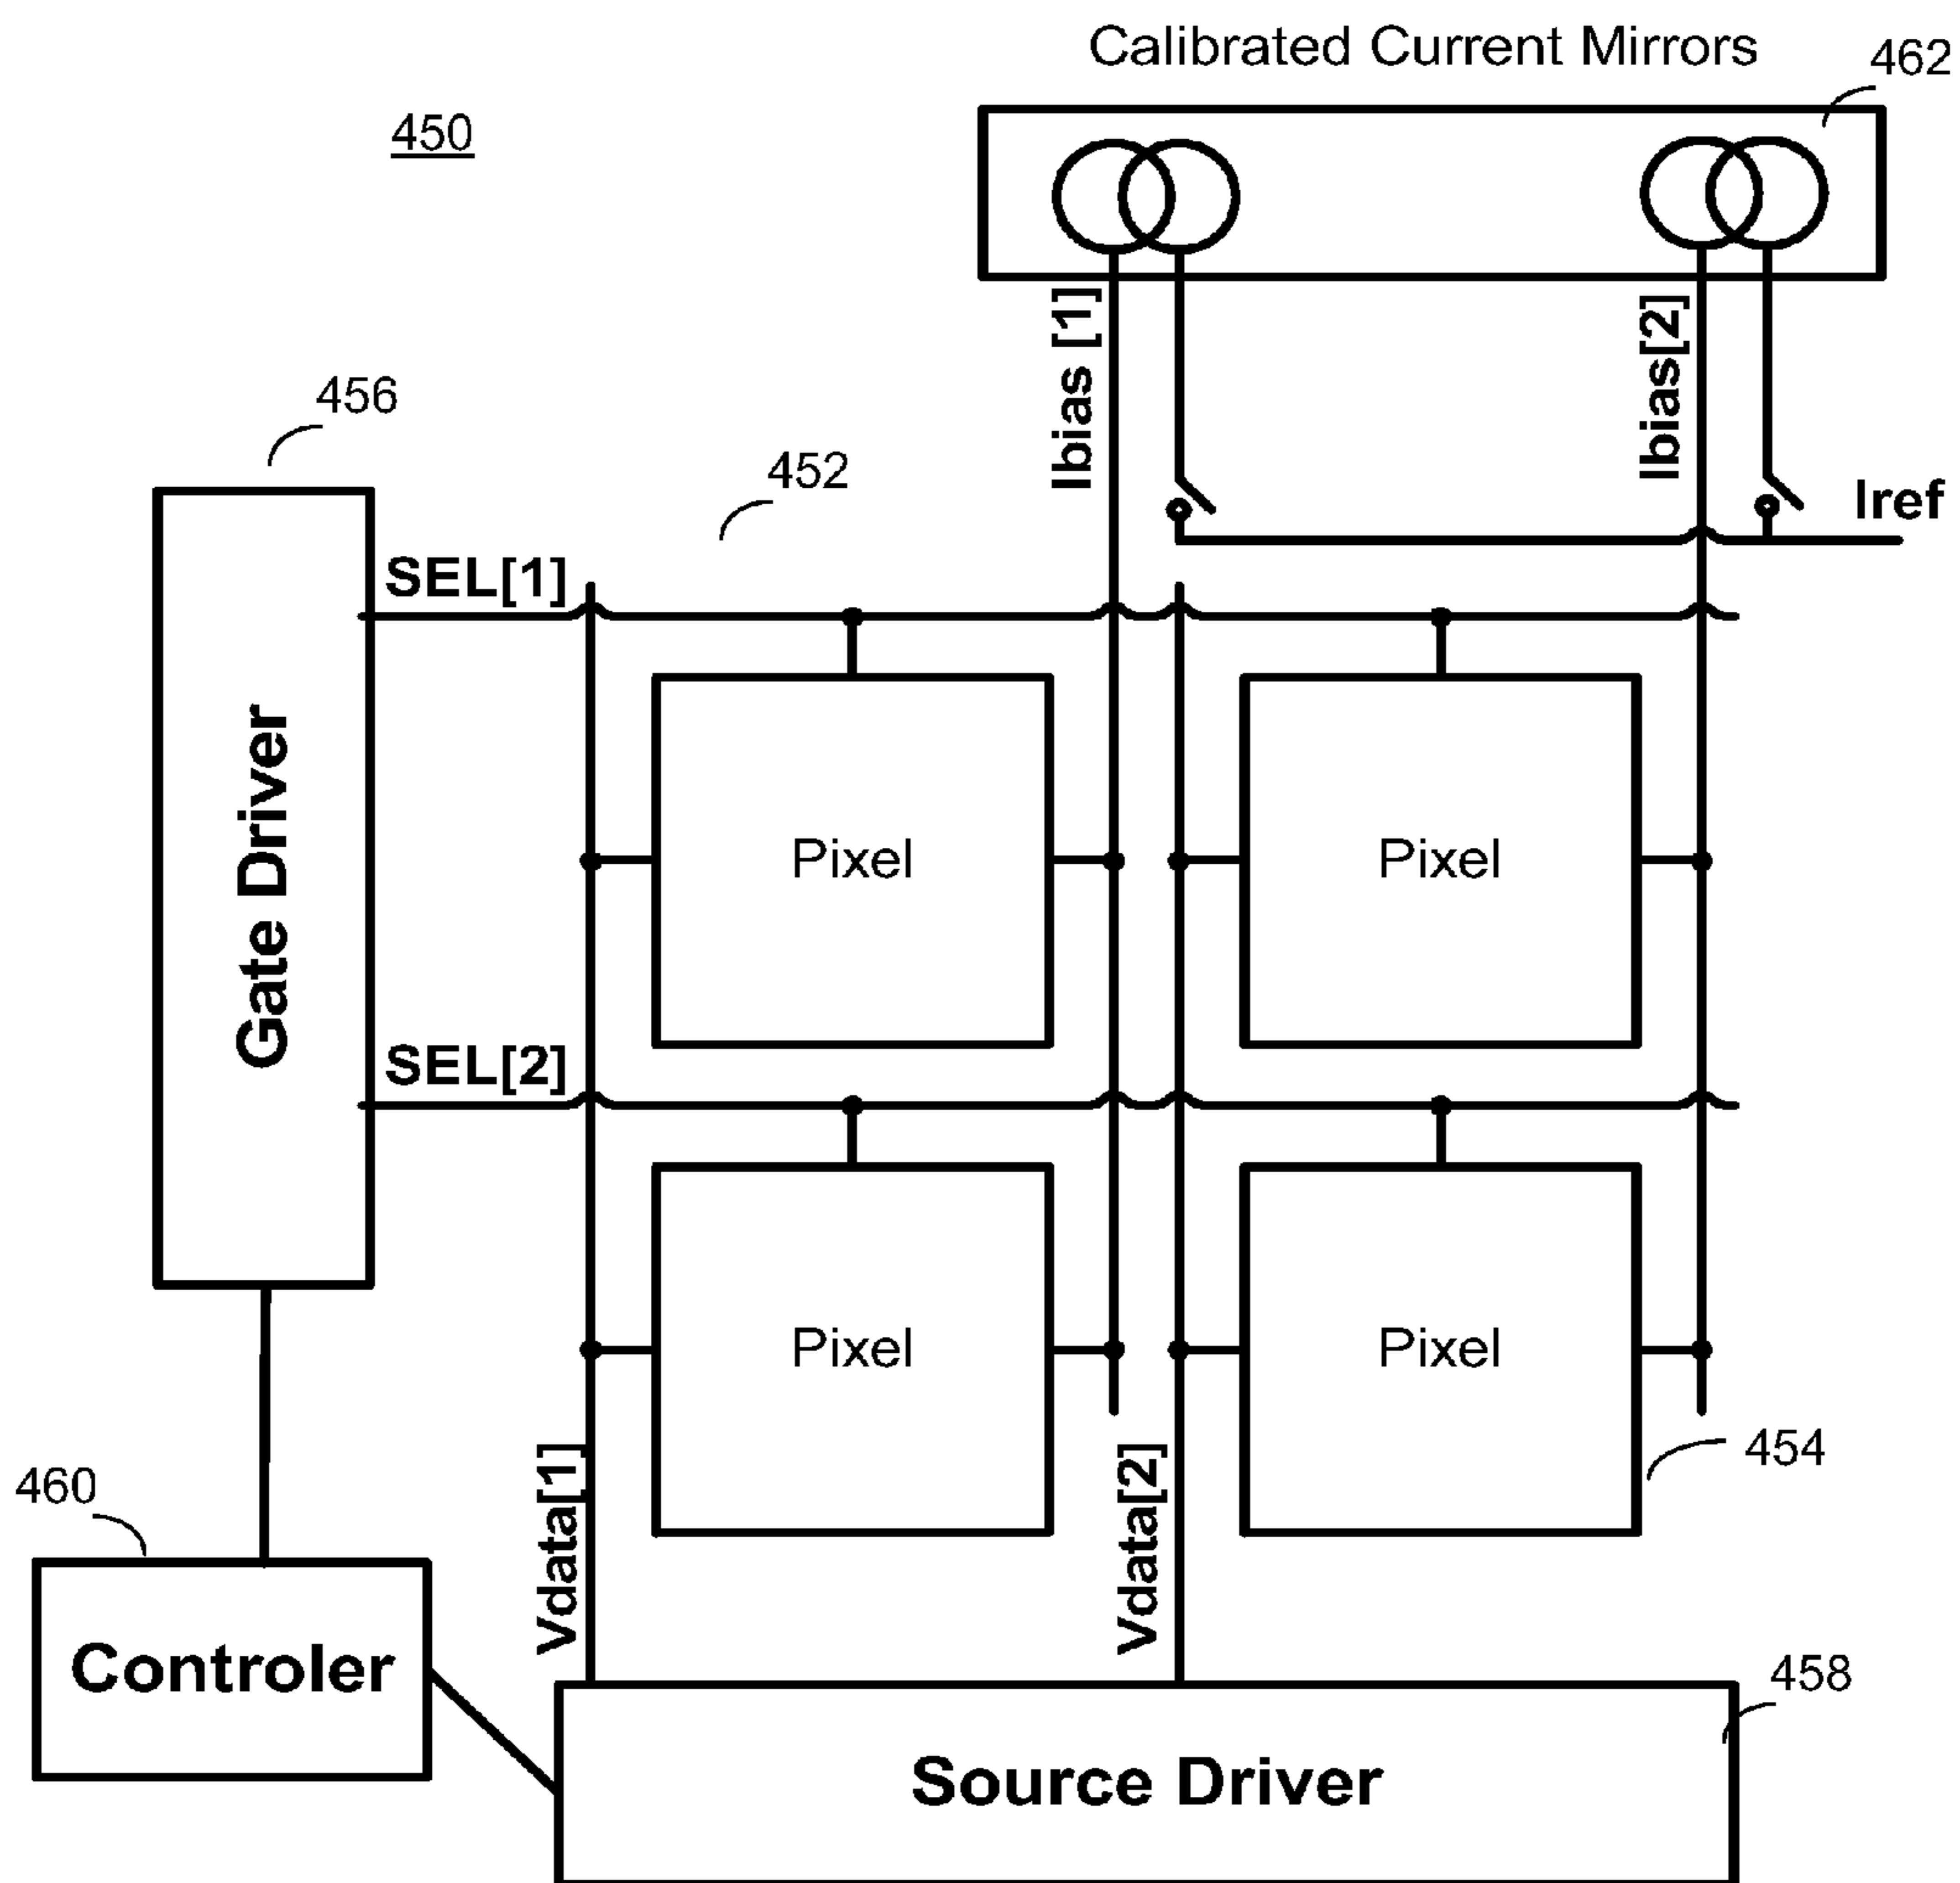 Calibrated Current Mirrors
462
450
Ibias [1]
Ibias[2]
456
452
Iref
SEL[1]
Gate Driver
Pixel
Pixel
SEL[2]
Pixel
Pixel
454
460
Vdata[1]
Vdata[2]
Controler
458
Source Driver